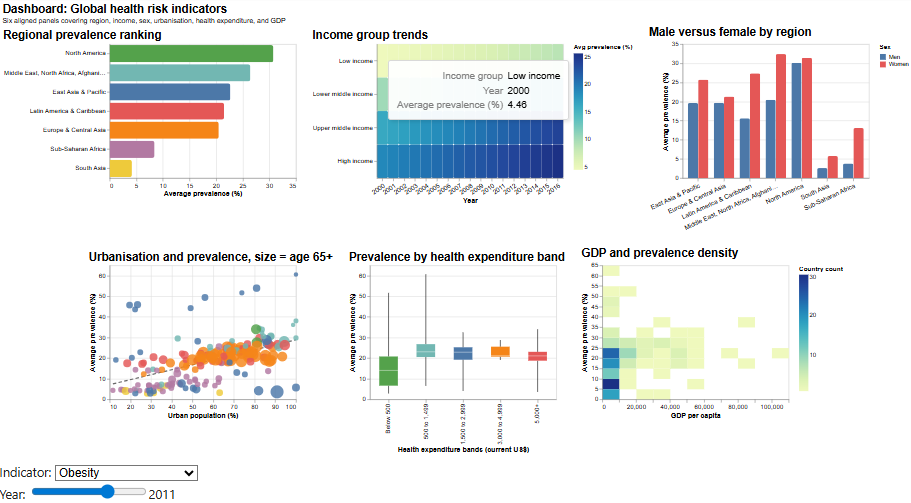 Dashboard: Global health risk indicators
Six aligned panels covering region, income, sex, urbanisation, health expenditure, and GDP
Regional prevalence ranking
North America
Middle East, North Africa, Afghani...
East Asia & Pacific
Latin America & Caribbean
Europe & Central Asia
Sub-Saharan Africa
South Asia
0 5 10 15 20 25 30 35
Average prevalence (%)
Income group trends
Low income
Lower middle income
Upper middle income
High income
2000 2001 2002 2003 2004 2005 2006 2007 2008 2009 2010 2011 2012 2013 2014 2015 2016
Year
Income group Low income
Year 2000
Average prevalence (%) 4.46
Avg prevalence (%)
25
20
15
10
5
Male versus female by region
Average prevalence (%)
35
30
25
20
15
10
5
0
East Asia & Pacific
Europe & Central Asia
Latin America & Caribbean
Middle East, North Africa, Afghani...
North America
South Asia
Sub-Saharan Africa
Sex
Men
Women
Urbanisation and prevalence, size = age 65+
Average prevalence (%)
60
50
40
30
20
10
0
10 20 30 40 50 60 70 80 90 100
Urban population (%)
Prevalence by health expenditure band
Average prevalence (%)
60
50
40
30
20
10
0
Below 500
500 to 1,499
1,500 to 2,999
3,000 to 4,999
5,000+
Health expenditure bands (current US$)
GDP and prevalence density
Average prevalence (%)
65
60
55
50
45
40
35
30
25
20
15
10
5
0
0 20,000 40,000 60,000 80,000 100,000
GDP per capita
Country count
30
20
10
Indicator: Obesity
Year: 2011